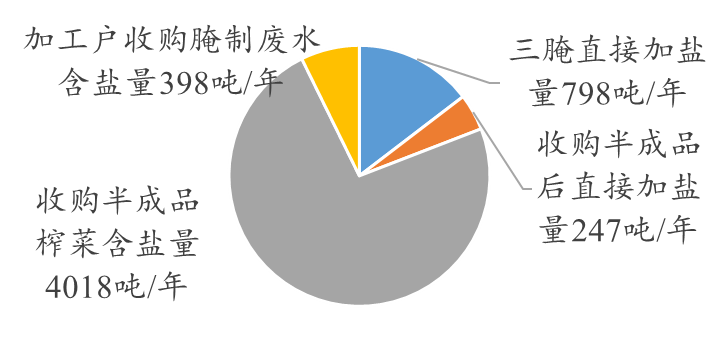 加工户收购腌制废水
含盐量398吨/年
三腌直接加盐
量798吨/年
收购半成品
后直接加盐
量247吨/年
收购半成品
榨菜含盐量
4018吨/年